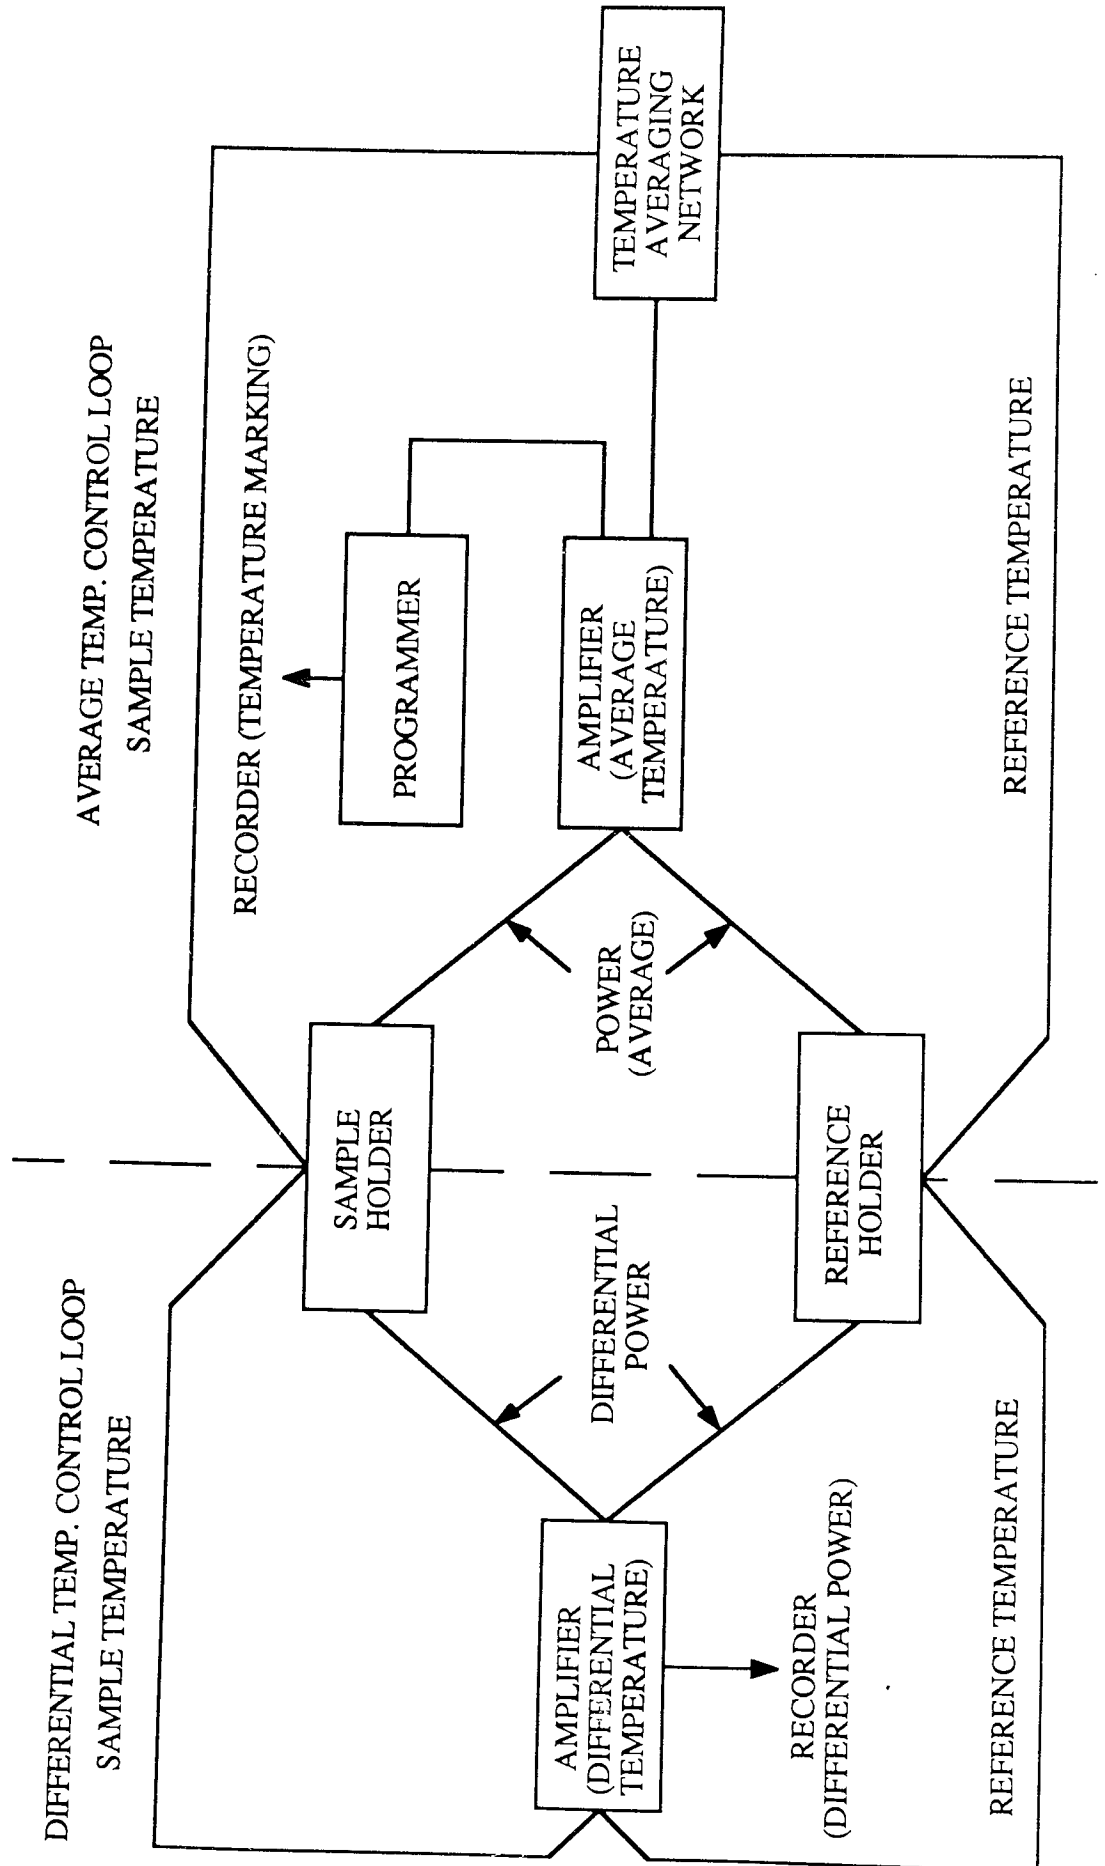 DIFFERENTIAL TEMP. CONTROL LOOP
SAMPLE TEMPERATURE
AVERAGE TEMP. CONTROL LOOP
SAMPLE TEMPERATURE
RECORDER (TEMPERATURE MARKING)
SAMPLE
HOLDER
PROGRAMMER
AMPLIFIER
(DIFFERENTIAL
TEMPERATURE)
DIFFERENTIAL
POWER
POWER
(AVERAGE)
AMPLIFIER
(AVERAGE
TEMPERATURE)
TEMPERATURE
AVERAGING
NETWORK
RECORDER
(DIFFERENTIAL POWER)
REFERENCE
HOLDER
REFERENCE TEMPERATURE
REFERENCE TEMPERATURE